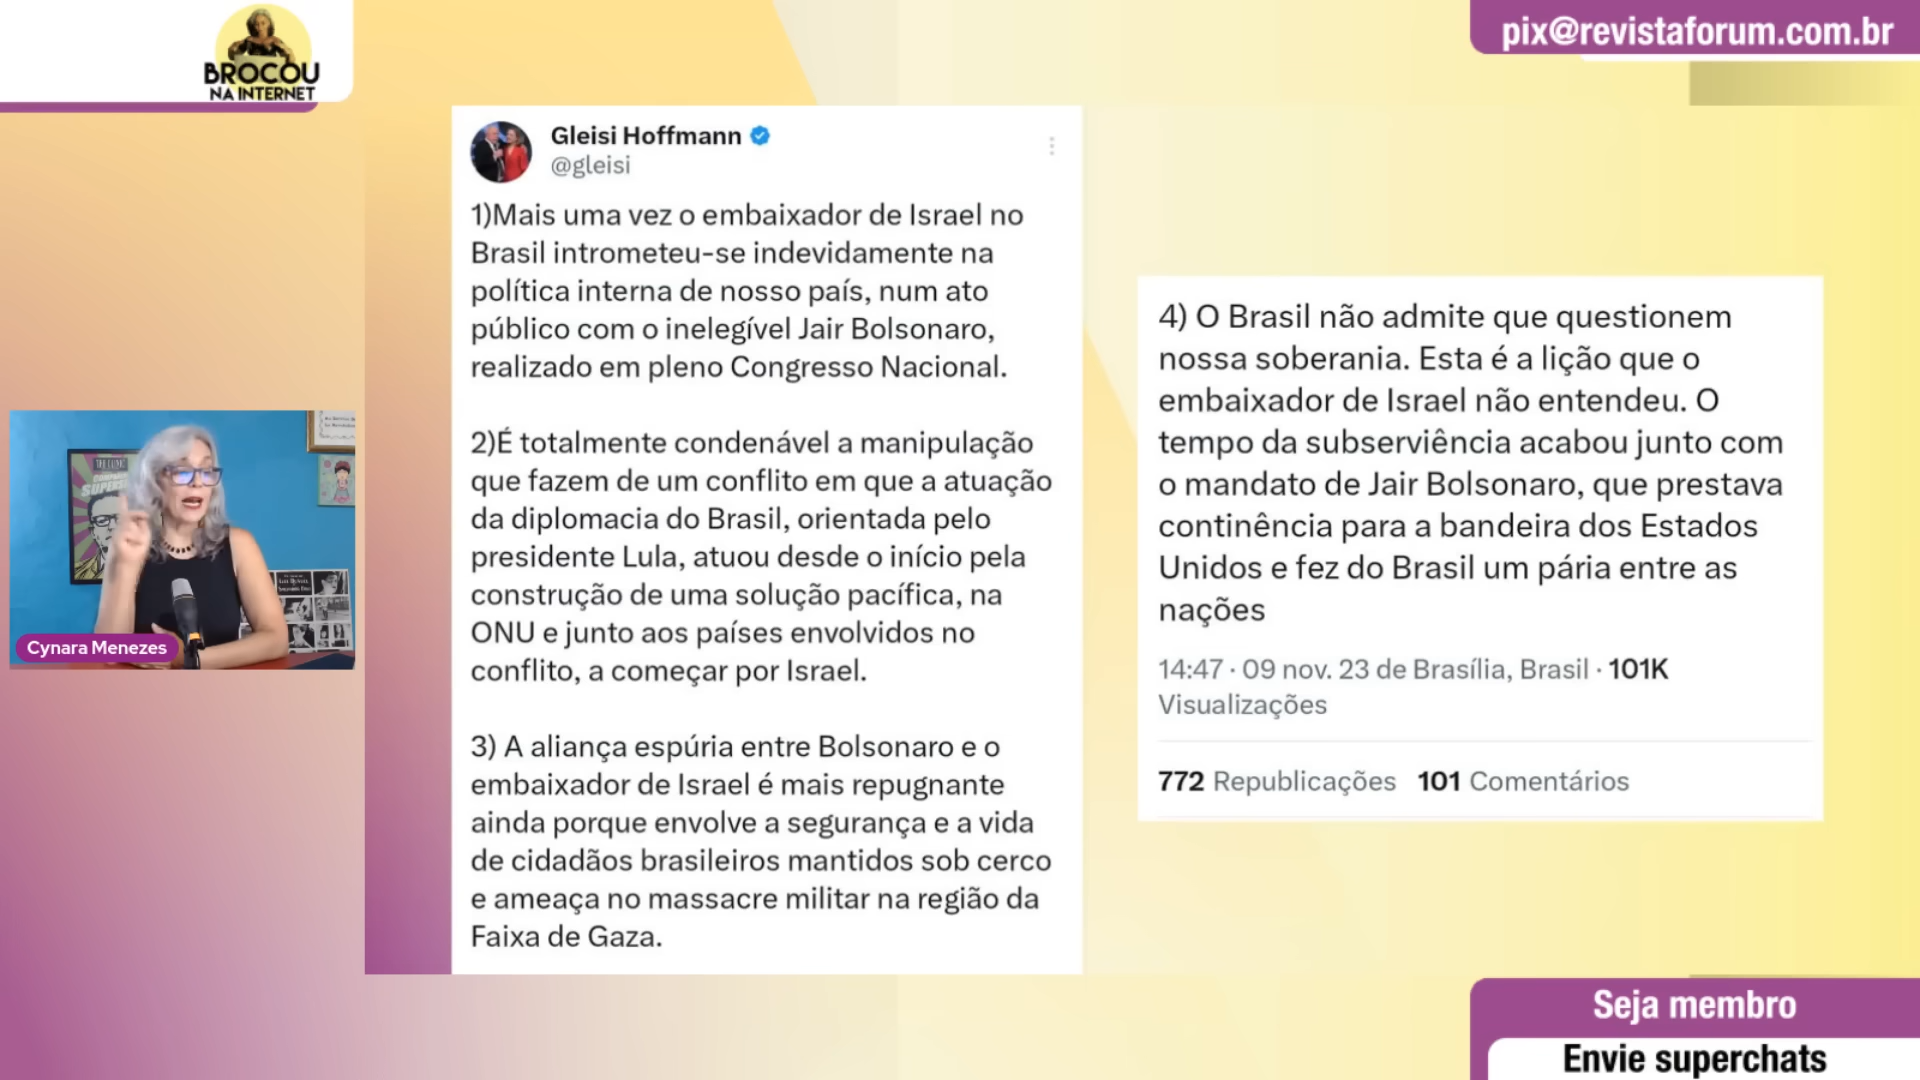 BROCOU
NA INTERNET
pix@revistaforum.com.br
Gleisi Hoffmann
@gleisi
1)Mais uma vez o embaixador de Israel no
Brasil intrometeu-se indevidamente na
política interna de nosso país, num ato
público com o inelegível Jair Bolsonaro,
realizado em pleno Congresso Nacional.
2)É totalmente condenável a manipulação
que fazem de um conflito em que a atuação
da diplomacia do Brasil, orientada pelo
presidente Lula, atuou desde o início pela
construção de uma solução pacífica, na
ONU e junto aos países envolvidos no
conflito, a começar por Israel.
3) A aliança espúria entre Bolsonaro e o
embaixador de Israel é mais repugnante
ainda porque envolve a segurança e a vida
de cidadãos brasileiros mantidos sob cerco
e ameaça no massacre militar na região da
Faixa de Gaza.
4) O Brasil não admite que questionem
nossa soberania. Esta é a lição que o
embaixador de Israel não entendeu. O
tempo da subserviência acabou junto com
o mandato de Jair Bolsonaro, que prestava
continência para a bandeira dos Estados
Unidos e fez do Brasil um pária entre as
nações
14:47 · 09 nov. 23 de Brasília, Brasil · 101K
Visualizações
772 Republicações 101 Comentários
Cynara Menezes
Seja membro
Envie superchats